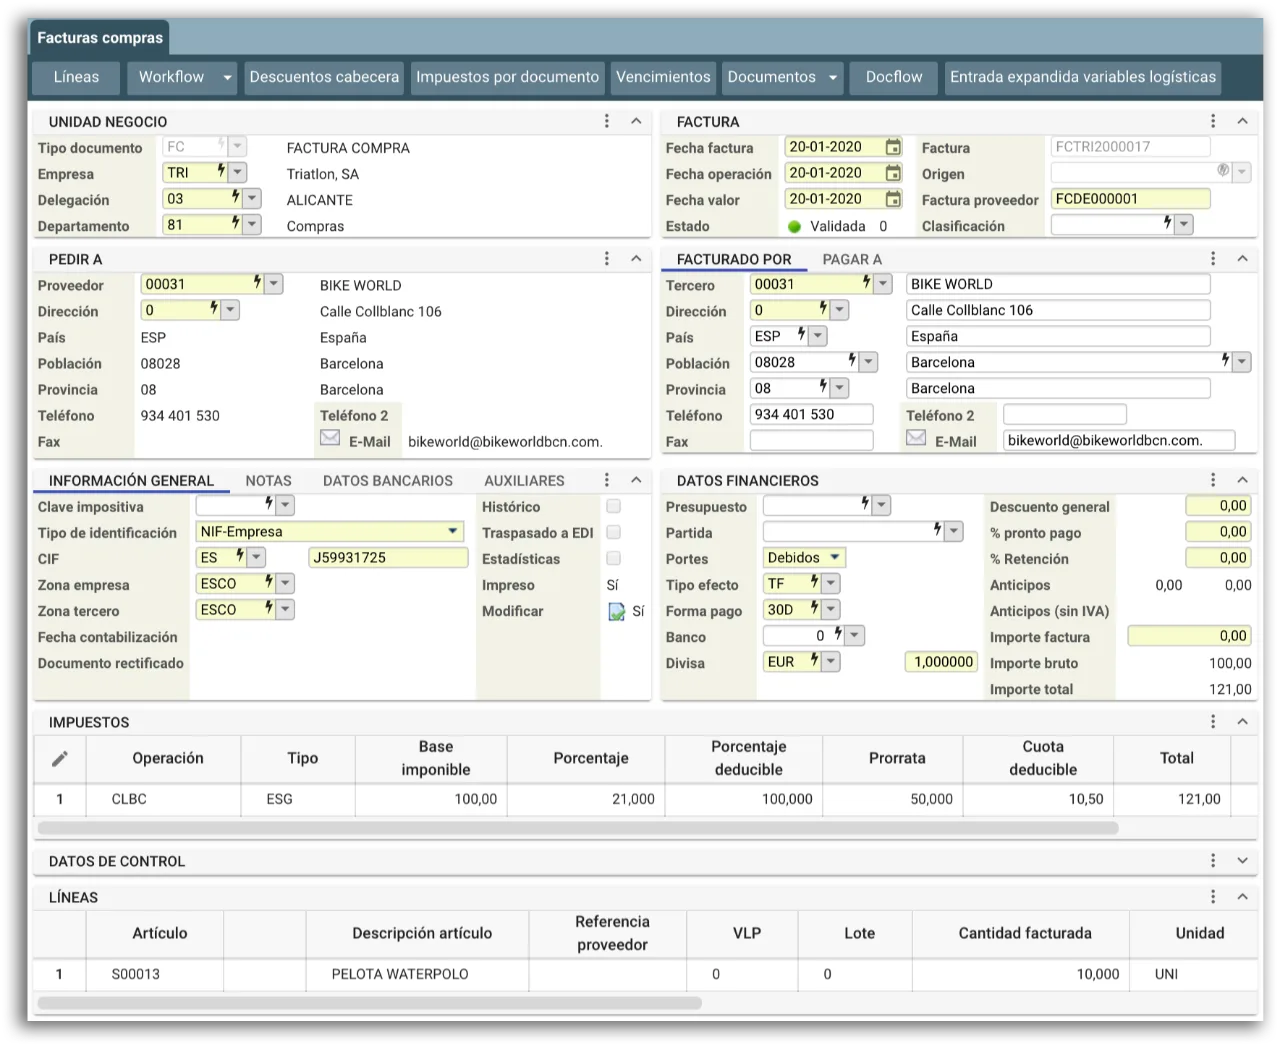 Facturas compras
Líneas Workflow Descuentos cabecera Impuestos por documento Vencimientos Documentos Docflow Entrada expandida variables logísticas
UNIDAD NEGOCIO
Tipo documento FC FACTURA COMPRA
Empresa TRI Triatlon, SA
Delegación 03 ALICANTE
Departamento 81 Compras
FACTURA
Fecha factura 20-01-2020 Factura FCTRI2000017
Fecha operación 20-01-2020 Origen
Fecha valor 20-01-2020 Factura proveedor FCDE000001
Estado Validada 0 Clasificación
PEDIR A
Proveedor 00031 BIKE WORLD
Dirección 0 Calle Collblanc 106
País ESP España
Población 08028 Barcelona
Provincia 08 Barcelona
Teléfono 934 401 530 Teléfono 2
Fax E-Mail bikeworld@bikeworldbcn.com.
FACTURADO POR PAGAR A
Tercero 00031 BIKE WORLD
Dirección 0 Calle Collblanc 106
País ESP España
Población 08028 Barcelona
Provincia 08 Barcelona
Teléfono 934 401 530 Teléfono 2
Fax E-Mail bikeworld@bikeworldbcn.com.
INFORMACIÓN GENERAL NOTAS DATOS BANCARIOS AUXILIARES
Clave impositiva Histórico
Tipo de identificación NIF-Empresa Traspasado a EDI
CIF ES J59931725 Estadísticas
Zona empresa ESCO Impreso Sí
Zona tercero ESCO Modificar Sí
Fecha contabilización
Documento rectificado
DATOS FINANCIEROS
Presupuesto Descuento general 0,00
Partida % pronto pago 0,00
Portes Debidos % Retención 0,00
Tipo efecto TF Anticipos 0,00 0,00
Forma pago 30D Anticipos (sin IVA)
Banco 0 Importe factura 0,00
Divisa EUR 1,000000 Importe bruto 100,00
Importe total 121,00
IMPUESTOS
Operación Tipo Base imponible Porcentaje Porcentaje deducible Prorrata Cuota deducible Total
1 CLBC ESG 100,00 21,000 100,000 50,000 10,50 121,00
DATOS DE CONTROL
LÍNEAS
Artículo Descripción artículo Referencia proveedor VLP Lote Cantidad facturada Unidad
1 S00013 PELOTA WATERPOLO 0 0 10,000 UNI